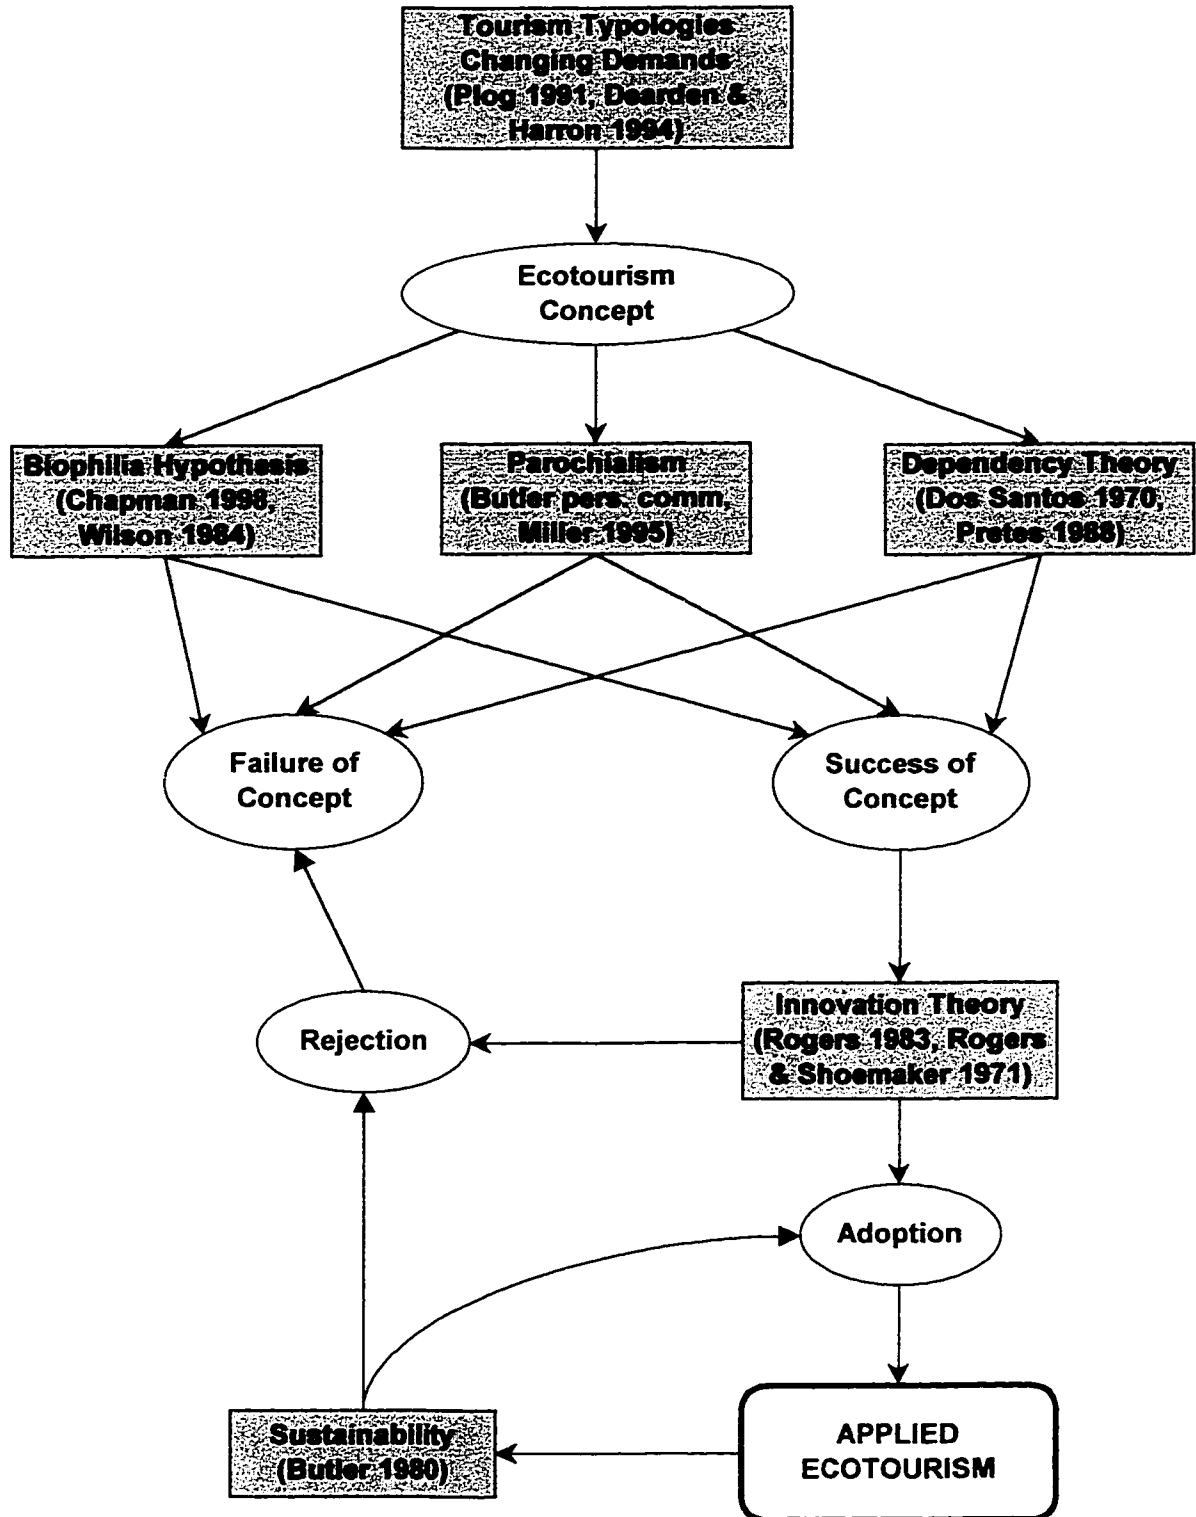 Tourism Typologies
Changing Demands
(Plog 1991, Dearden &
Harron 1994)
Ecotourism
Concept
Biophilia Hypothesis
(Chapman 1998,
Wilson 1984)
Parochialism
(Butler pers. comm,
Miller 1995)
Dependency Theory
(Dos Santos 1970,
Pretes 1988)
Failure of
Concept
Success of
Concept
Rejection
Innovation Theory
(Rogers 1983, Rogers
& Shoemaker 1971)
Adoption
Sustainability
(Butler 1980)
APPLIED
ECOTOURISM